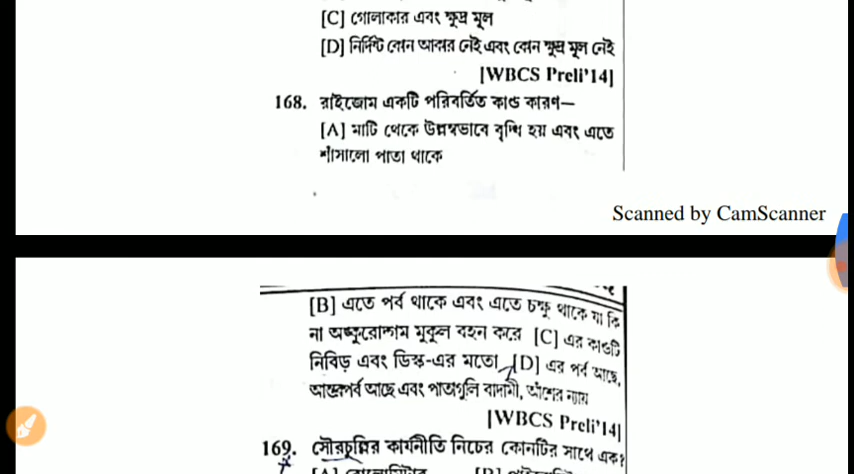 [C] গোলাকার এবং ক্ষুদ্র মূল
[D] নির্দিষ্ট কোন আকার নেই এবং কোন ক্ষুদ্র মূল নেই
[WBCS Preli'14]
168. রাইজোম একটি পরিবর্তিত কাণ্ড কারণ—
[A] মাটি থেকে উল্লম্বভাবে বৃদ্ধি হয় এবং এতে
শাঁসালো পাতা থাকে
Scanned by CamScanner
[B] এতে পর্ব থাকে এবং এতে চক্ষু থাকে যা কি
না অঙ্কুরোদ্গম মুকুল বহন করে [C] এর কাণ্ডটি
নিবিড় এবং ডিস্ক-এর মতো [D] এর পর্ব আছে,
আছে এবং পাতাগুলি বাদামী, আঁশের ন্যায়
[WBCS Preli'14]
169. সৌরচুল্লির কার্যনীতি নিচের কোনটির সাথে এক?